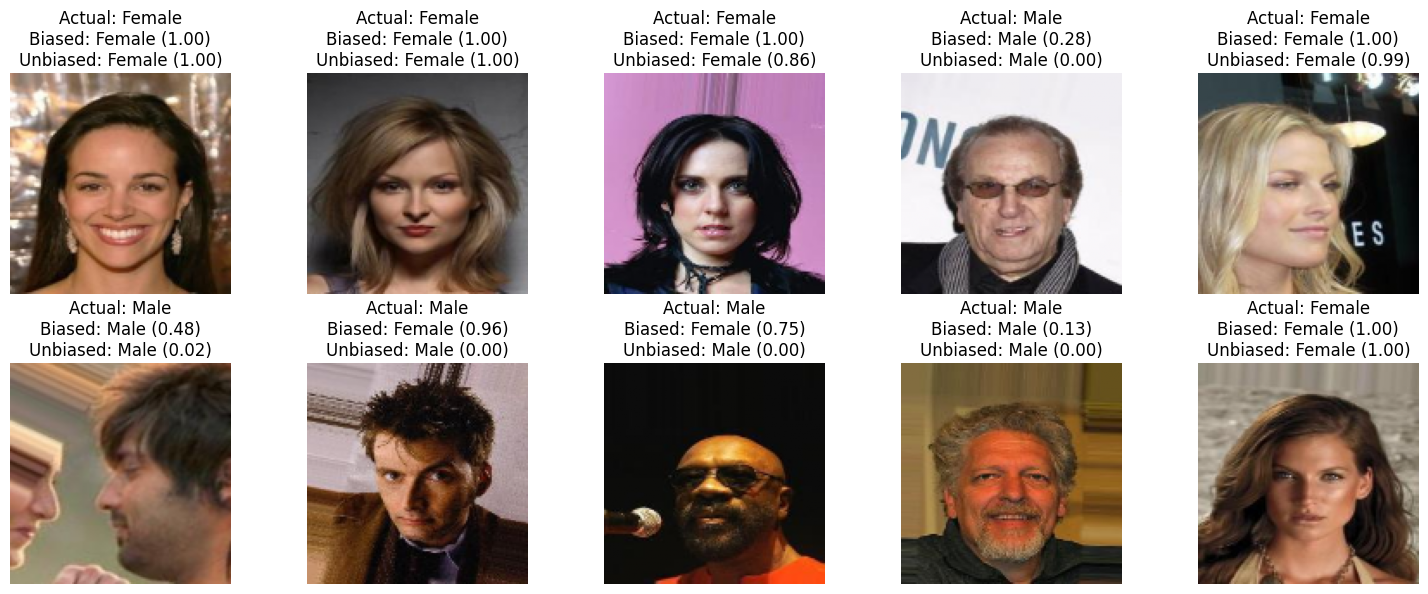 Actual: Female
Biased: Female (1.00)
Unbiased: Female (1.00)
Actual: Female
Biased: Female (1.00)
Unbiased: Female (1.00)
Actual: Female
Biased: Female (1.00)
Unbiased: Female (0.86)
Actual: Male
Biased: Male (0.28)
Unbiased: Male (0.00)
Actual: Female
Biased: Female (1.00)
Unbiased: Female (0.99)
ON
RES
Actual: Male
Biased: Male (0.48)
Unbiased: Male (0.02)
Actual: Male
Biased: Female (0.96)
Unbiased: Male (0.00)
Actual: Male
Biased: Female (0.75)
Unbiased: Male (0.00)
Actual: Male
Biased: Male (0.13)
Unbiased: Male (0.00)
Actual: Female
Biased: Female (1.00)
Unbiased: Female (1.00)